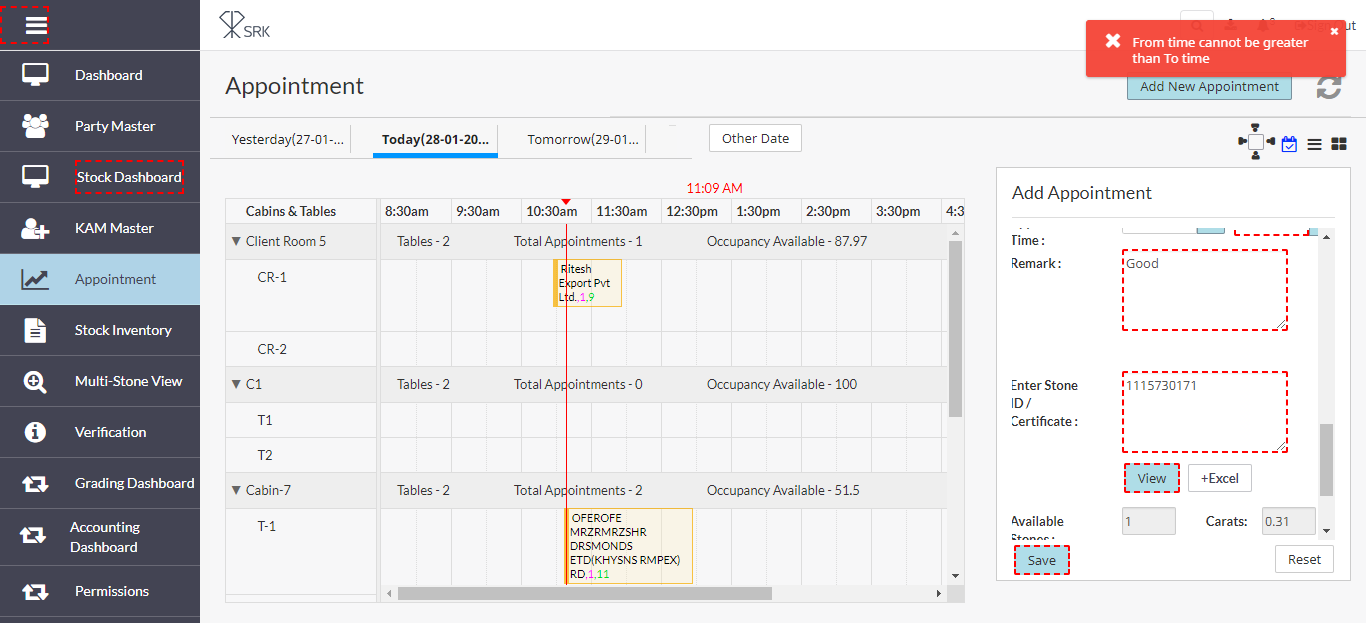 SRK
Sign out
From time cannot be greater
than To time
Dashboard
Party Master
Stock Dashboard
KAM Master
Appointment
Stock Inventory
Multi-Stone View
Verification
Grading Dashboard
Accounting
Dashboard
Permissions
Appointment
Add New Appointment
Yesterday(27-01-...
Today(28-01-20...
Tomorrow(29-01...
Other Date
11:09 AM
Cabins & Tables 8:30am 9:30am 10:30am 11:30am 12:30pm 1:30pm 2:30pm 3:30pm 4:3
Client Room 5 Tables - 2 Total Appointments - 1 Occupancy Available - 87.97
CR-1
Ritesh
Export Pvt
Ltd.,1,9
CR-2
C1 Tables - 2 Total Appointments - 0 Occupancy Available - 100
T1
T2
Cabin-7 Tables - 2 Total Appointments - 2 Occupancy Available - 51.5
T-1
OFEROFE
MRZRMRZSHR
DRSMONDS
ETD(KHYSNS RMPEX)
RD,1,11
Add Appointment
Time :
Remark : Good
Enter Stone
ID /
Certificate :
1115730171
View +Excel
Available
Stones :
1 Carats: 0.31
Save Reset